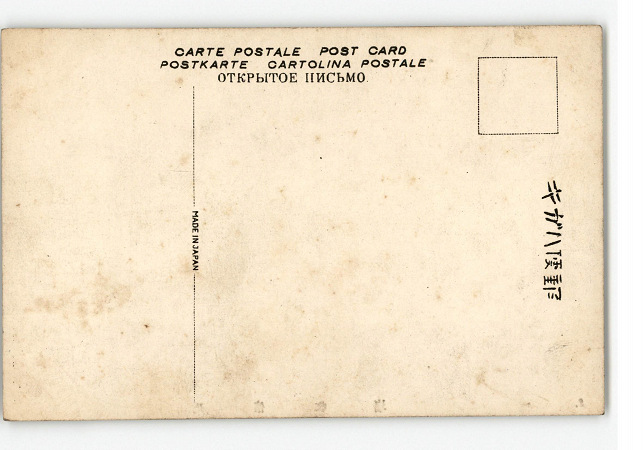 CARTE POSTALE POST CARD
POSTKARTE CARTOLINA POSTALE
ОТКРЫТОЕ ПИСЬМО.
MADE IN JAPAN
郵便ハガキ